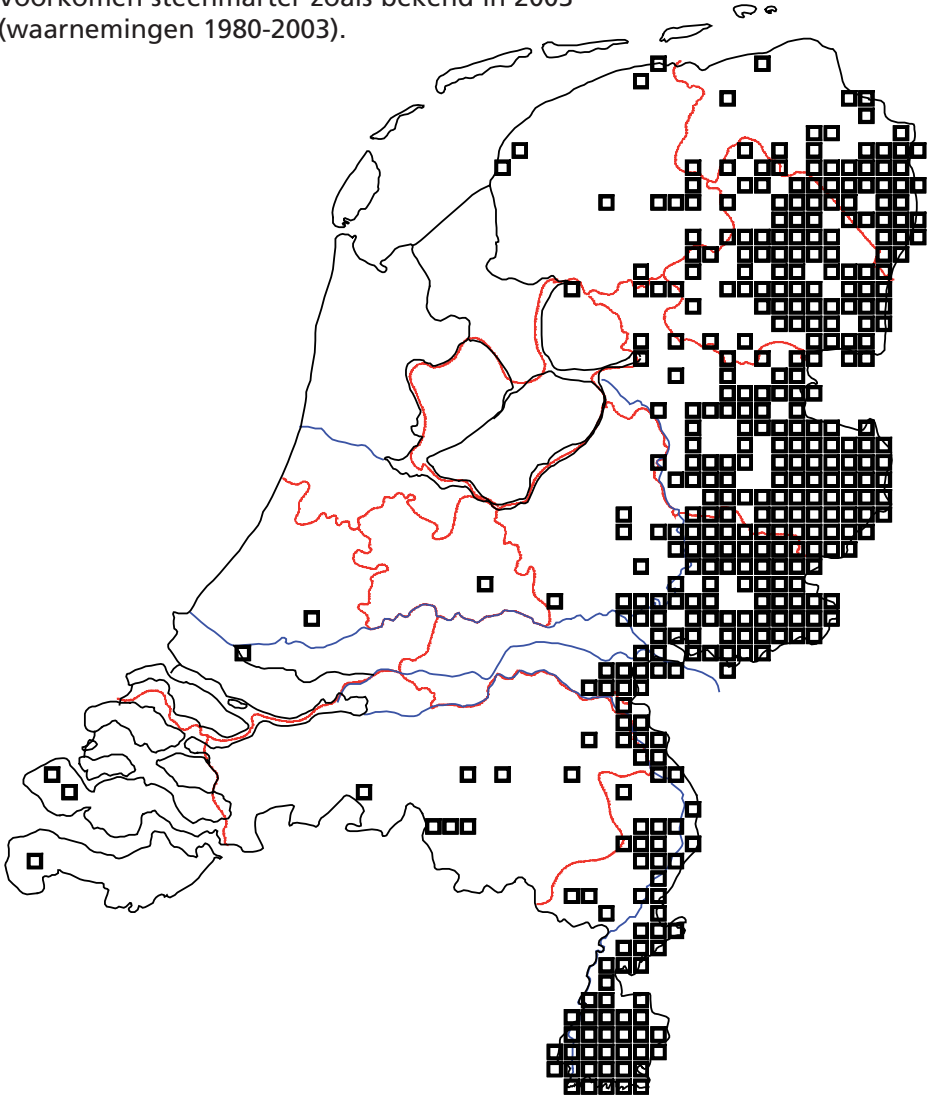 voorkomen steenmarter zoals bekend in 2003
(waarnemingen 1980-2003).